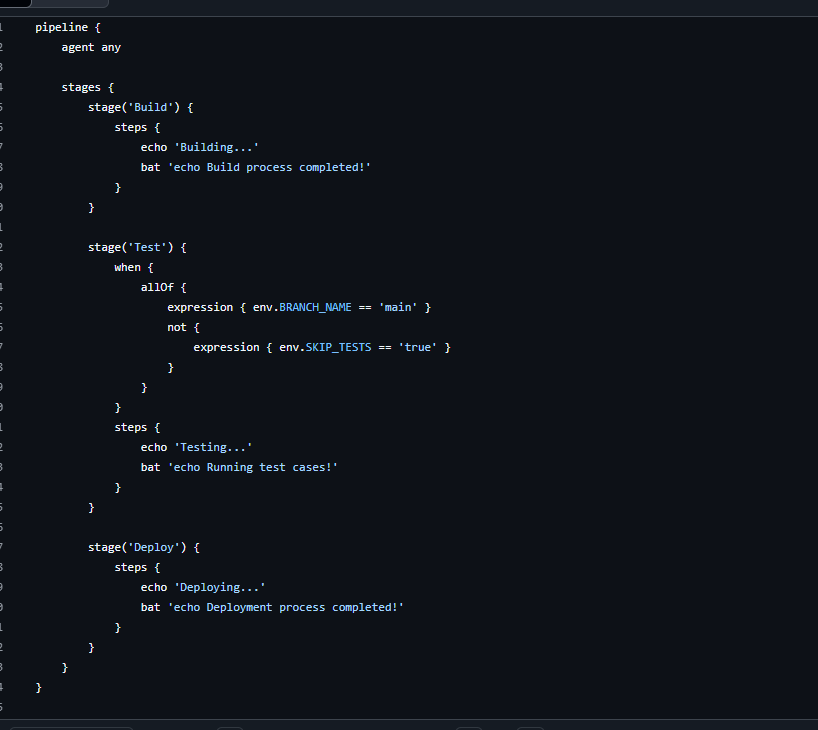 pipeline {
    agent any

    stages {
        stage('Build') {
            steps {
                echo 'Building...'
                bat 'echo Build process completed!'
            }
        }

        stage('Test') {
            when {
                allOf {
                    expression { env.BRANCH_NAME == 'main' }
                    not {
                        expression { env.SKIP_TESTS == 'true' }
                    }
                }
            }
            steps {
                echo 'Testing...'
                bat 'echo Running test cases!'
            }
        }

        stage('Deploy') {
            steps {
                echo 'Deploying...'
                bat 'echo Deployment process completed!'
            }
        }
    }
}